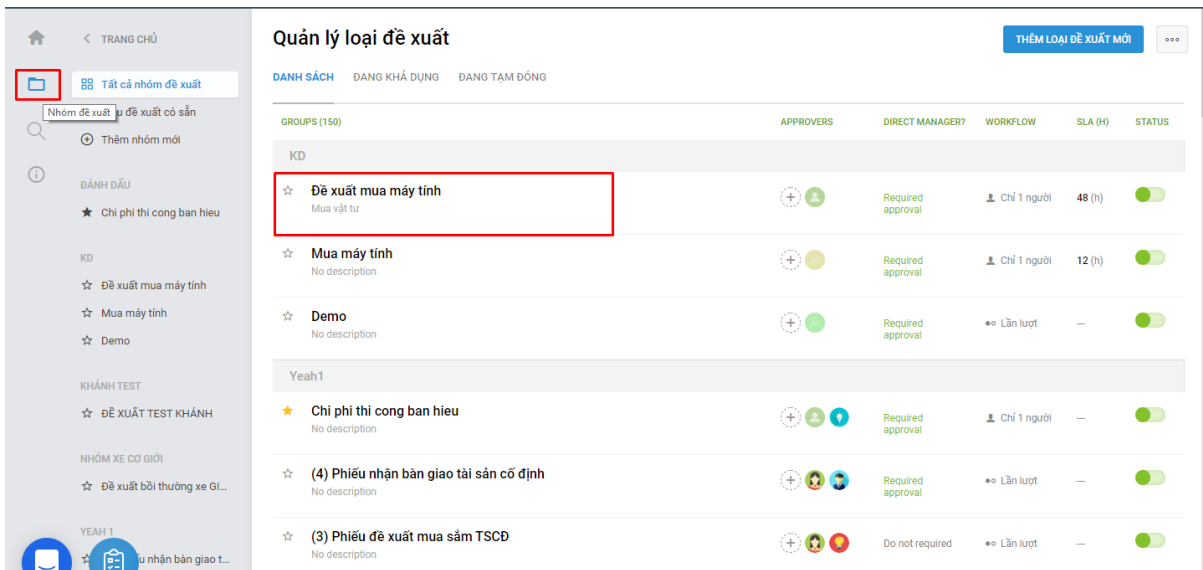 TRANG CHỦ
Tất cả nhóm đề xuất
Nhóm đề xuất
u đề xuất có sẵn
Thêm nhóm mới
ĐÁNH DẤU
Chi phi thi cong ban hieu
KD
Đề xuất mua máy tính
Mua máy tính
Demo
KHÁNH TEST
ĐỀ XUẤT TEST KHÁNH
NHÓM XE CƠ GIỚI
Đề xuất bồi thường xe GI...
YEAH 1
u nhận bàn giao t...
Quản lý loại đề xuất
THÊM LOẠI ĐỀ XUẤT MỚI
DANH SÁCH ĐANG KHẢ DỤNG ĐANG TẠM ĐÓNG
GROUPS (150) APPROVERS DIRECT MANAGER? WORKFLOW SLA (H) STATUS
KD
Đề xuất mua máy tính
Mua vật tư
Required
approval
Chỉ 1 người
48 (h)
Mua máy tính
No description
Required
approval
Chỉ 1 người
12 (h)
Demo
No description
Required
approval
Lần lượt
---
Yeah1
Chi phi thi cong ban hieu
No description
Required
approval
Chỉ 1 người
---
(4) Phiếu nhận bàn giao tài sản cố định
No description
Required
approval
Lần lượt
---
(3) Phiếu đề xuất mua sắm TSCĐ
No description
Do not required
Lần lượt
---